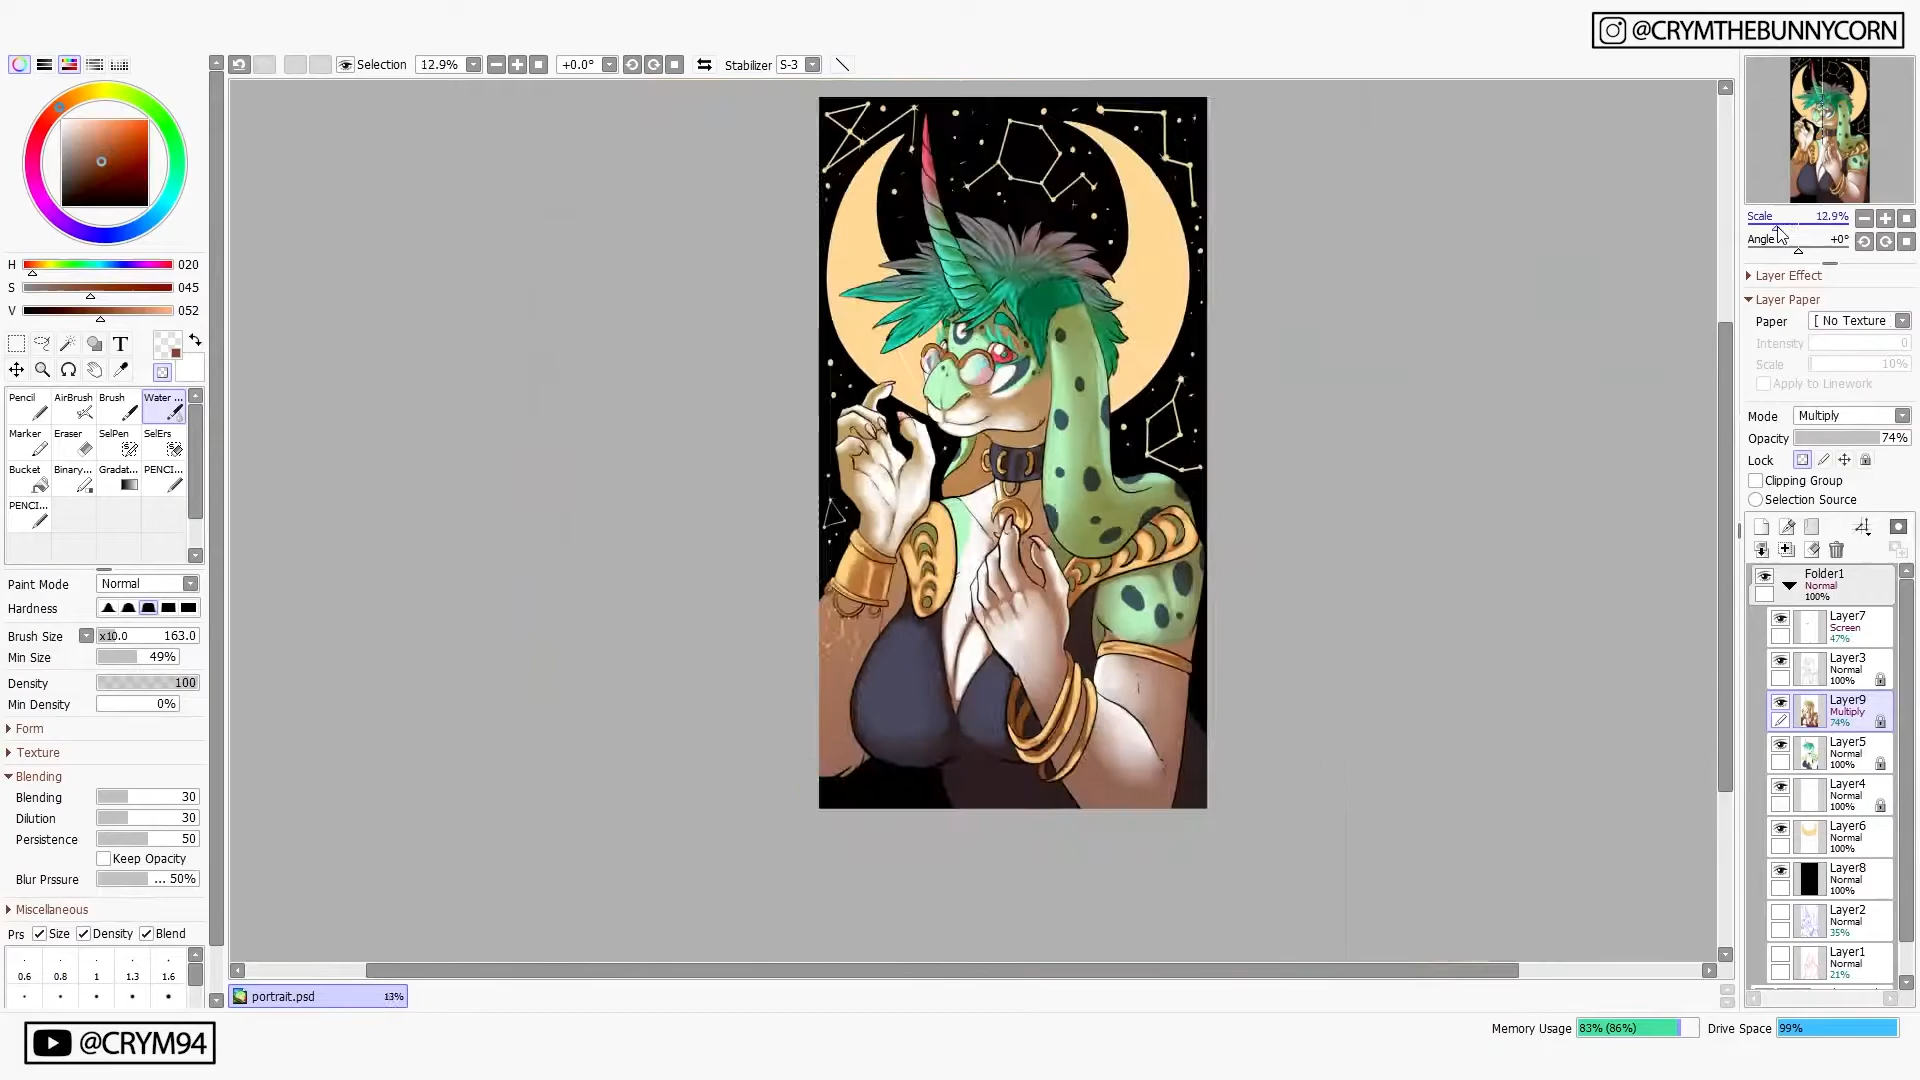 @CRYMTHEBUNNYCORN
Selection 12.9% +0.0° Stabilizer S-3
Scale 12.9%
Angle +0°
Layer Effect
Layer Paper
Paper [ No Texture
Intensity 0
Scale 10%
Apply to Linework
Mode Multiply
Opacity 74%
Lock
Clipping Group
Selection Source
Folder1
Normal
100%
Layer7
Screen
47%
Layer3
Normal
100%
Layer9
Multiply
74%
Layer5
Normal
100%
Layer4
Normal
100%
Layer6
Normal
100%
Layer8
Normal
100%
Layer2
Normal
35%
Layer1
Normal
21%
H 020
S 045
V 052
T
Pencil AirBrush Brush Water ...
Marker Eraser SelPen SelErs
Bucket Binary... Gradat... PENCI...
PENCI...
Paint Mode Normal
Hardness
Brush Size x10.0 163.0
Min Size 49%
Density 100
Min Density 0%
Form
Texture
Blending
Blending 30
Dilution 30
Persistence 50
Keep Opacity
Blur Prssure ... 50%
Miscellaneous
Prs Size Density Blend
0.6 0.8 1 1.3 1.6
portrait.psd 13%
@CRYM94
Memory Usage 83% (86%) Drive Space 99%